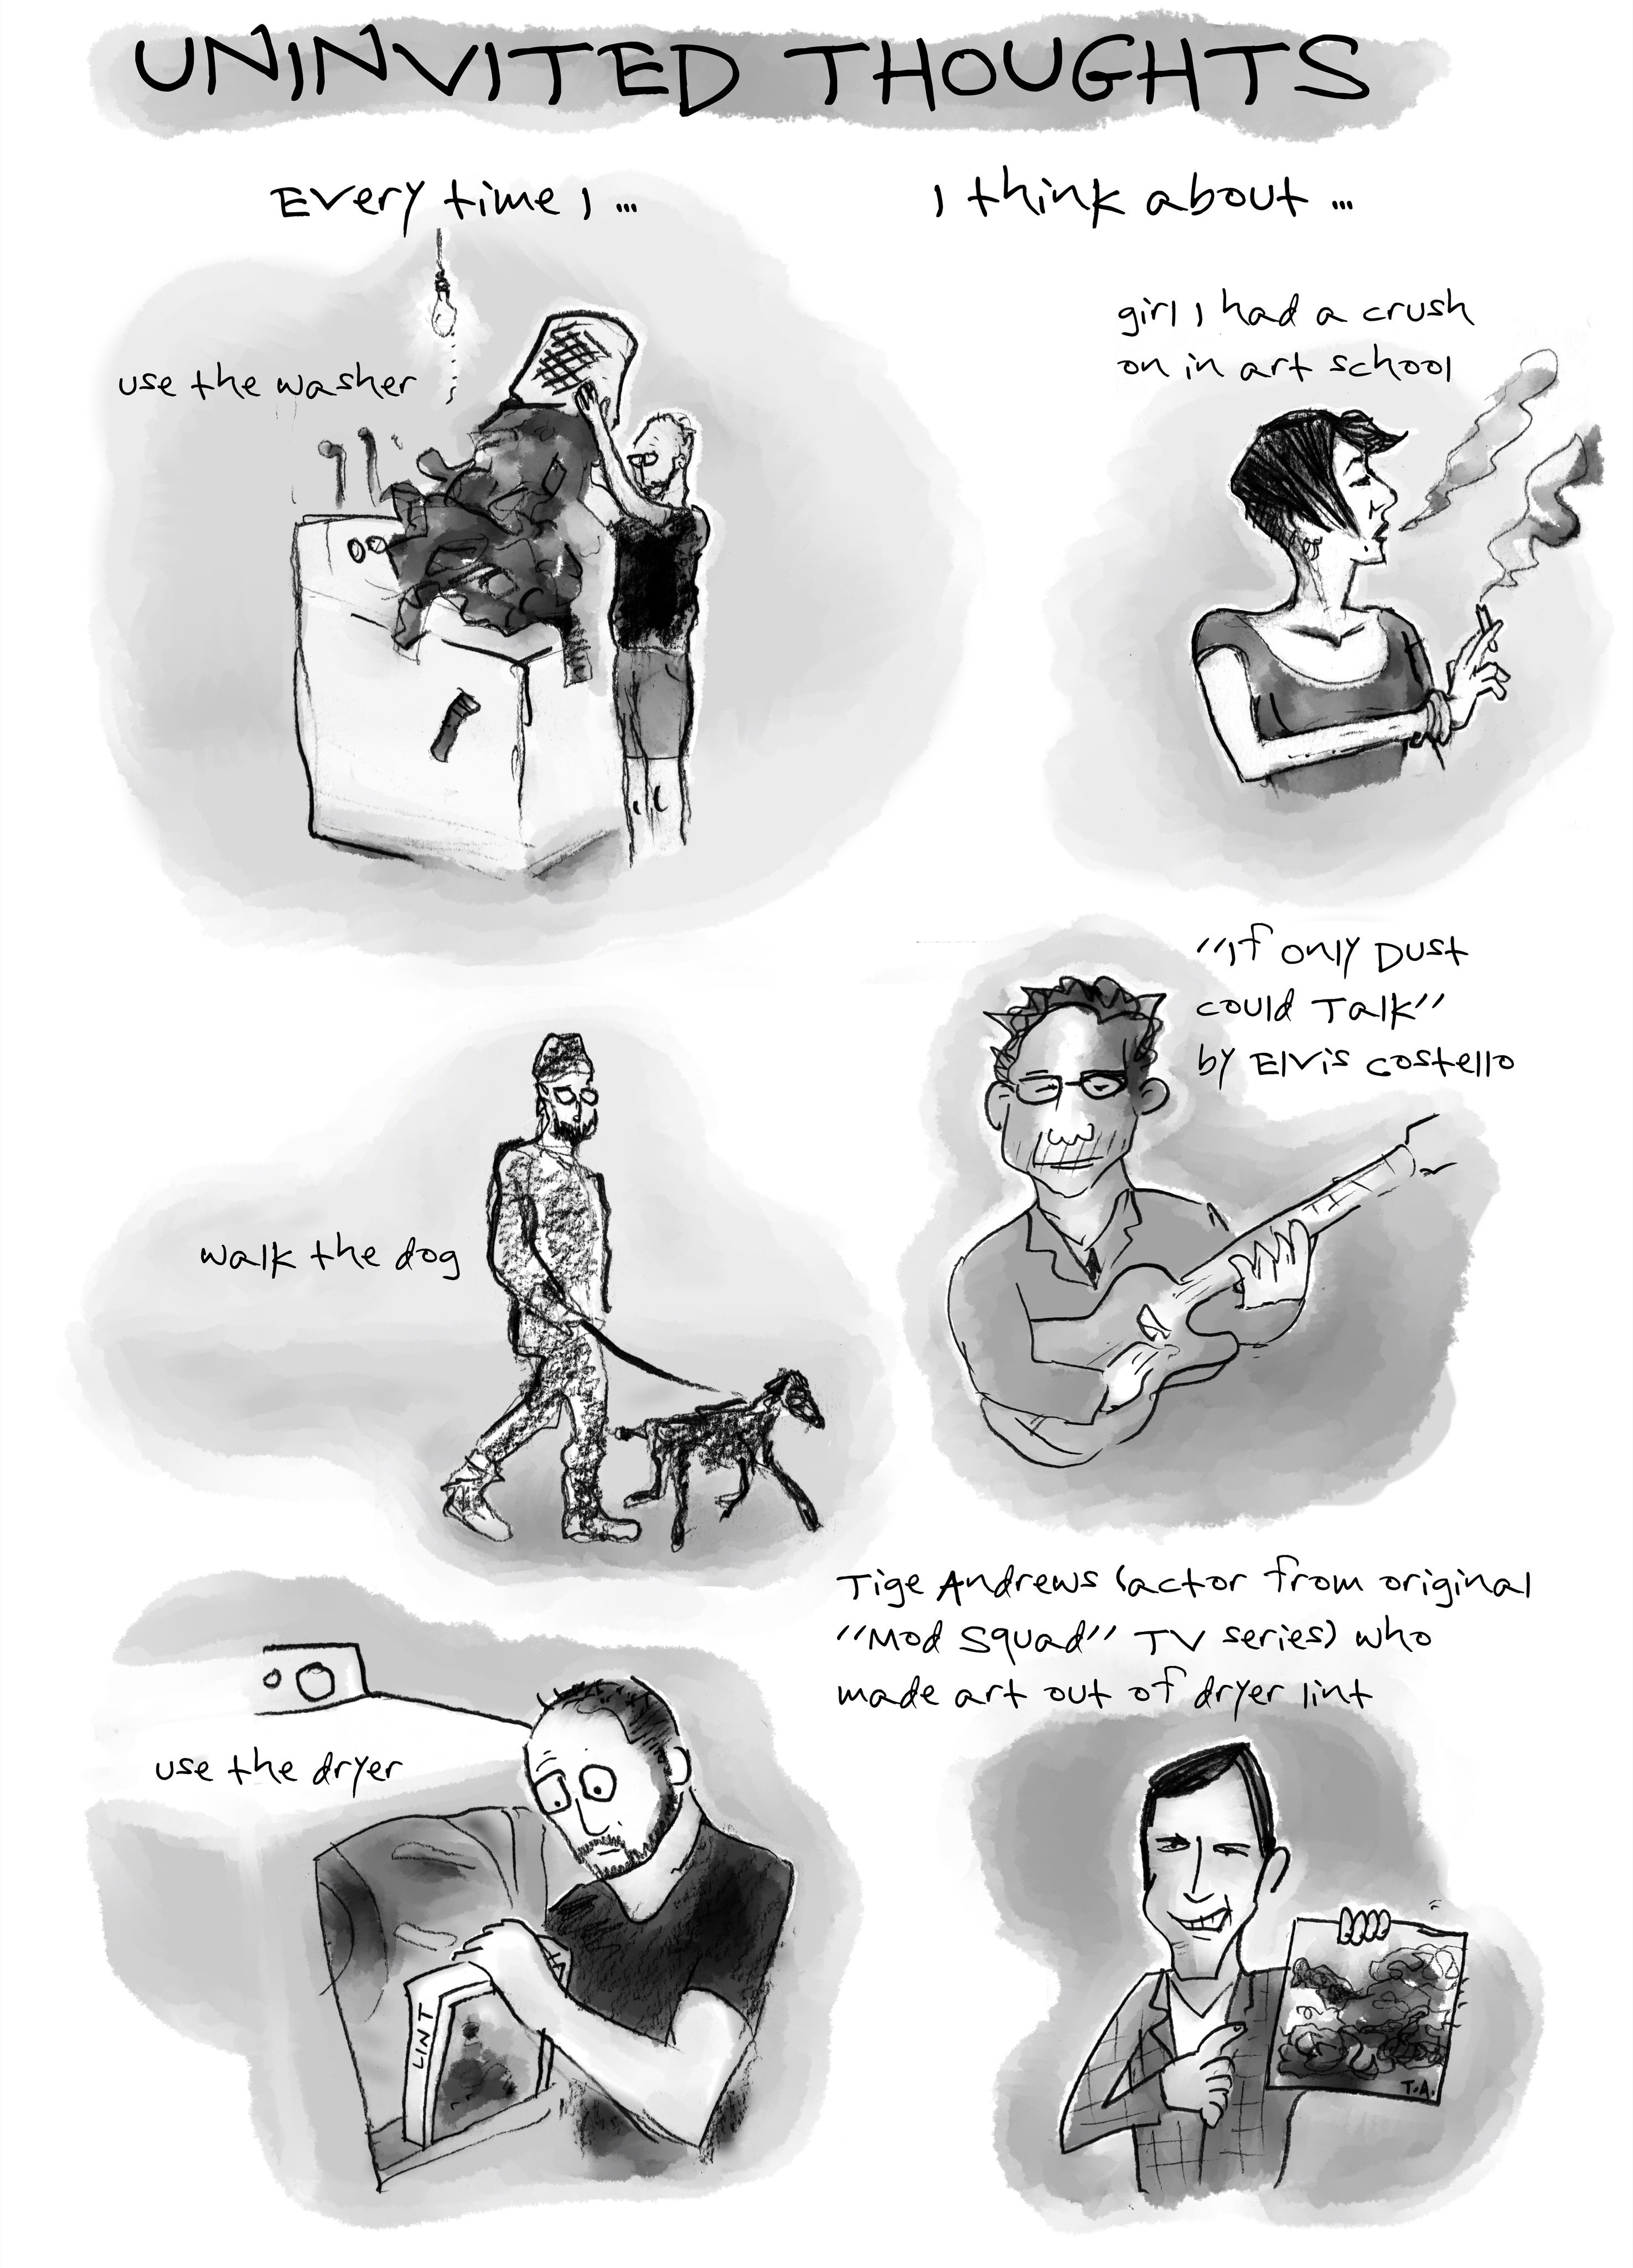 UNINVITED THOUGHTS
Every time I ...
I think about ...
use the washer
girl I had a crush
on in art school
walk the dog
"If only Dust
could Talk"
by Elvis Costello
use the dryer
LINT
Tige Andrews (actor from original
"Mod Squad" TV series) who
made art out of dryer lint
T.A.